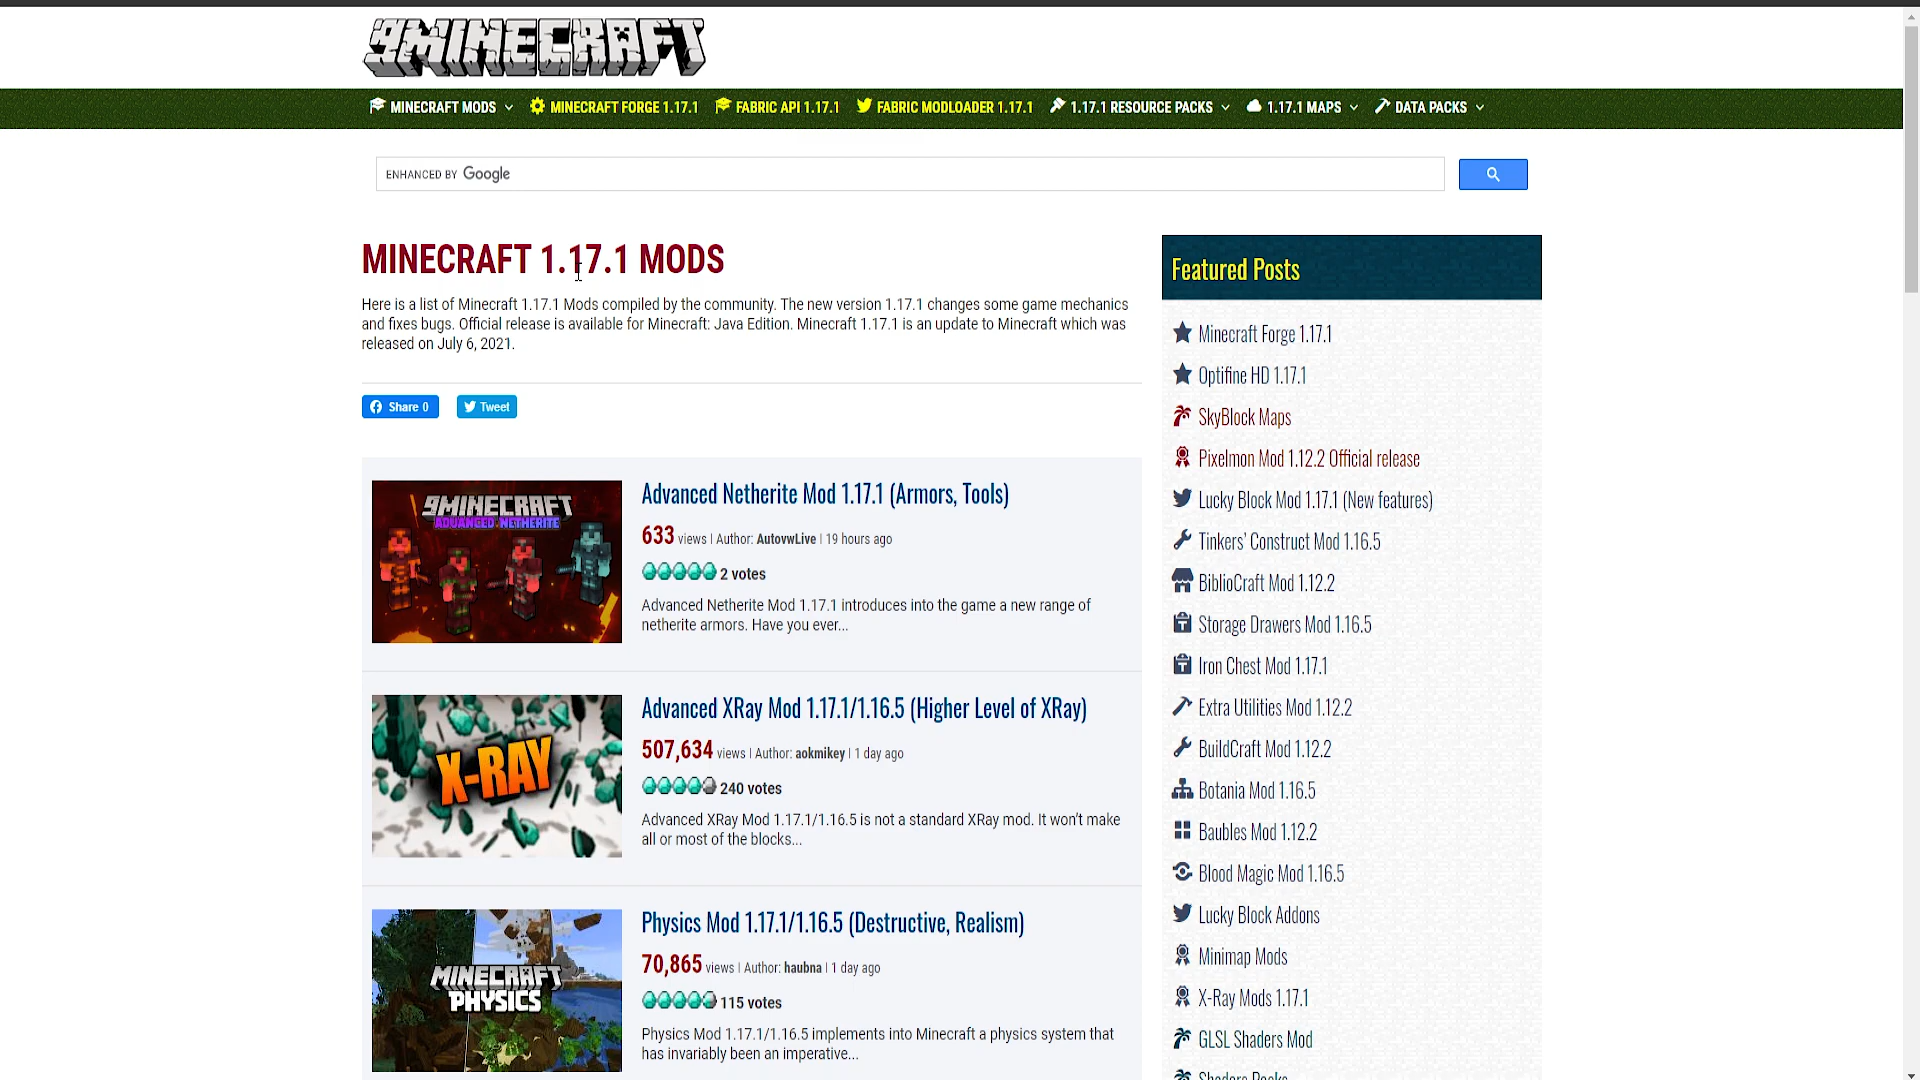 9MINECRAFT
MINECRAFT MODS
MINECRAFT FORGE 1.17.1
FABRIC API 1.17.1
FABRIC MODLOADER 1.17.1
1.17.1 RESOURCE PACKS
1.17.1 MAPS
DATA PACKS
ENHANCED BY Google
MINECRAFT 1.17.1 MODS
Here is a list of Minecraft 1.17.1 Mods compiled by the community. The new version 1.17.1 changes some game mechanics
and fixes bugs. Official release is available for Minecraft: Java Edition. Minecraft 1.17.1 is an update to Minecraft which was
released on July 6, 2021.
Share 0
Tweet
9MINECRAFT
ADVANCED NETHERITE
Advanced Netherite Mod 1.17.1 (Armors, Tools)
633 views | Author: AutovwLive | 19 hours ago
2 votes
Advanced Netherite Mod 1.17.1 introduces into the game a new range of
netherite armors. Have you ever...
X-RAY
Advanced XRay Mod 1.17.1/1.16.5 (Higher Level of XRay)
507,634 views | Author: aokmikey | 1 day ago
240 votes
Advanced XRay Mod 1.17.1/1.16.5 is not a standard XRay mod. It won't make
all or most of the blocks...
MINECRAFT
PHYSICS
Physics Mod 1.17.1/1.16.5 (Destructive, Realism)
70,865 views | Author: haubna | 1 day ago
115 votes
Physics Mod 1.17.1/1.16.5 implements into Minecraft a physics system that
has invariably been an imperative...
Featured Posts
Minecraft Forge 1.17.1
Optifine HD 1.17.1
SkyBlock Maps
Pixelmon Mod 1.12.2 Official release
Lucky Block Mod 1.17.1 (New features)
Tinkers' Construct Mod 1.16.5
BiblioCraft Mod 1.12.2
Storage Drawers Mod 1.16.5
Iron Chest Mod 1.17.1
Extra Utilities Mod 1.12.2
BuildCraft Mod 1.12.2
Botania Mod 1.16.5
Baubles Mod 1.12.2
Blood Magic Mod 1.16.5
Lucky Block Addons
Minimap Mods
X-Ray Mods 1.17.1
GLSL Shaders Mod
Shaders Packs